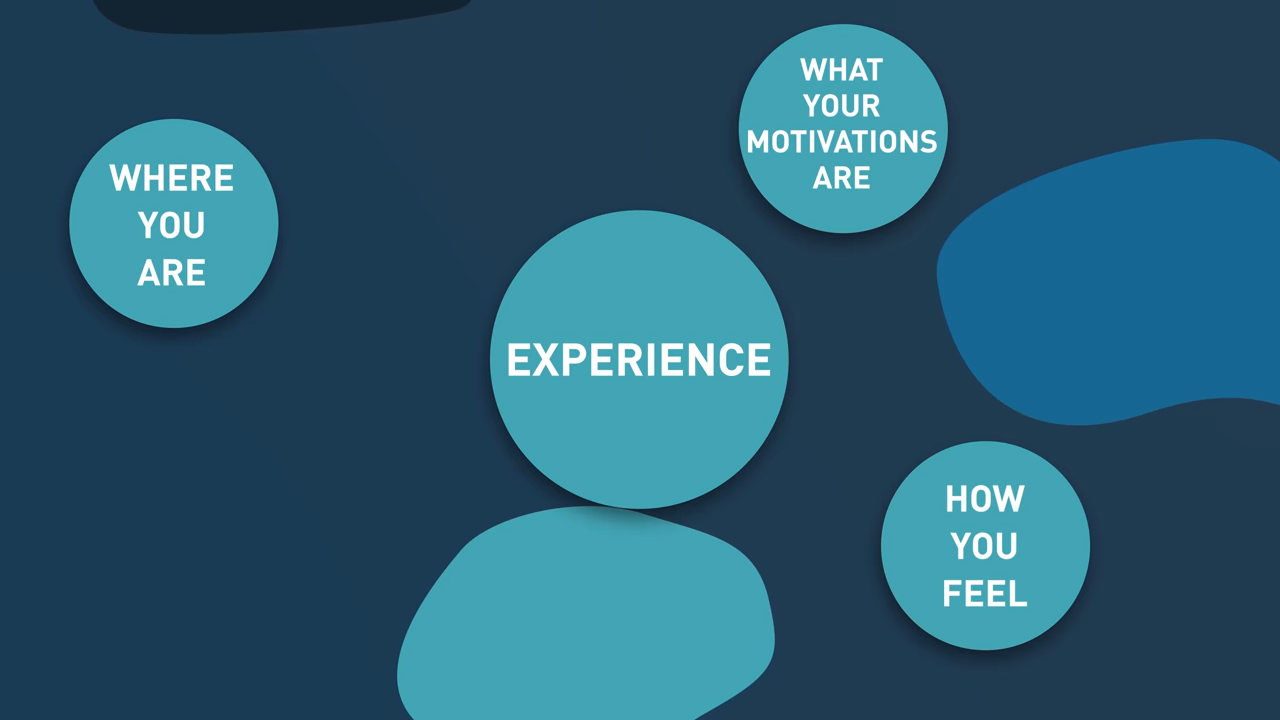 WHERE
YOU
ARE
WHAT
YOUR
MOTIVATIONS
ARE
EXPERIENCE
HOW
YOU
FEEL